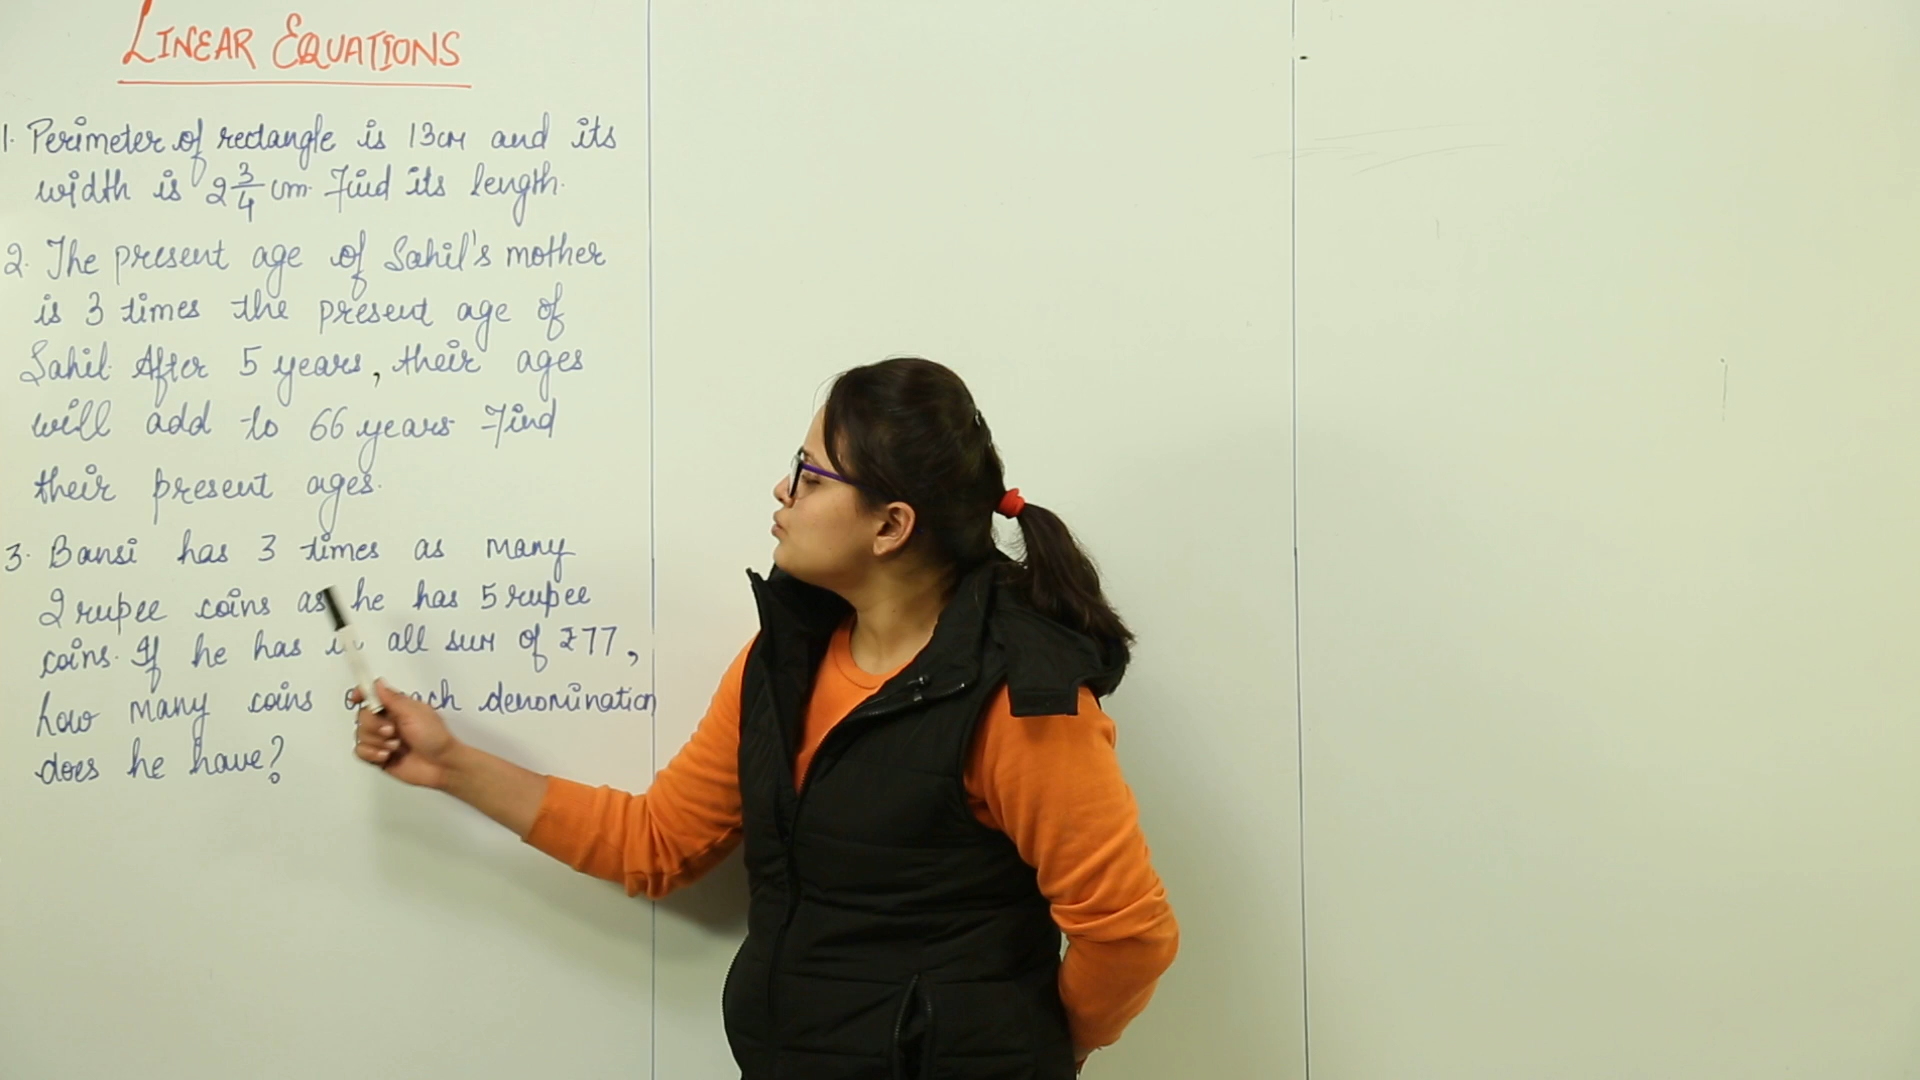 LINEAR EQUATIONS
1. Perimeter of rectangle is 13cm and its
width is 2 3/4 cm. Find its length.
2. The present age of Sahil's mother
is 3 times the present age of
Sahil. After 5 years, their ages
will add to 66 years. Find
their present ages.
3. Bansi has 3 times as many
2 rupee coins as he has 5 rupee
coins. If he has in all sum of ₹77,
how many coins denomination
does he have?